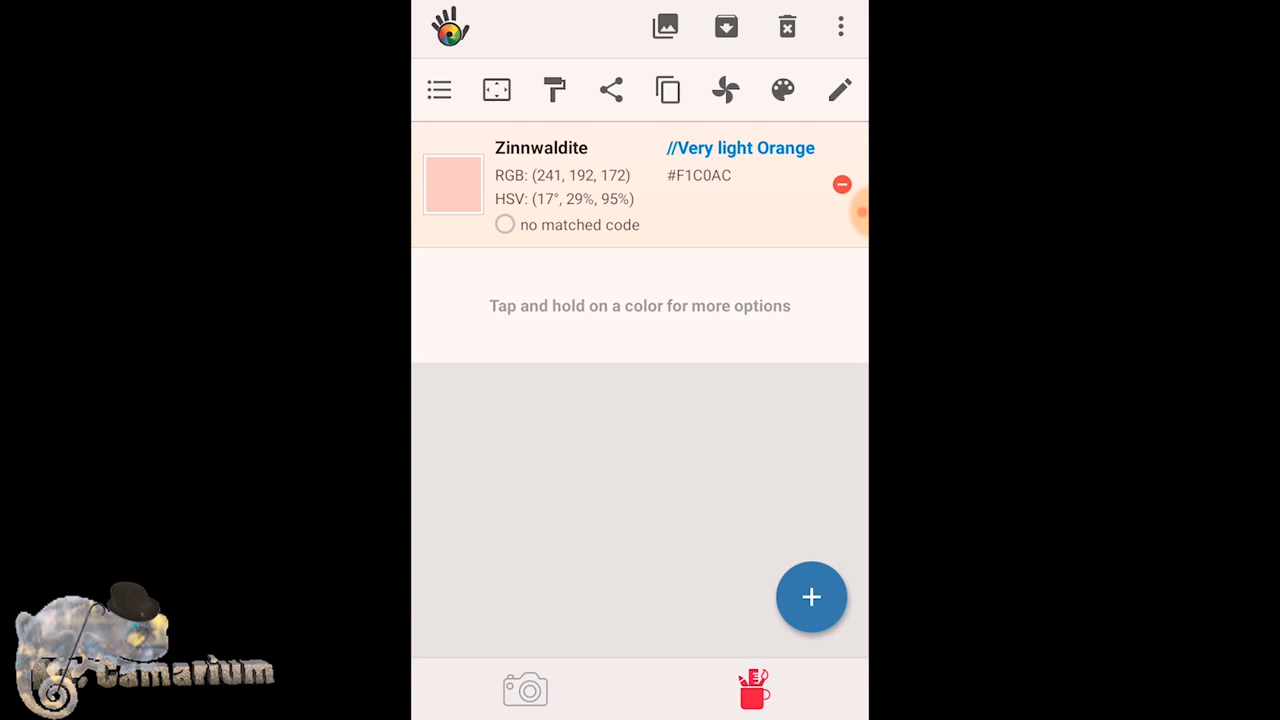 Zinnwaldite
//Very light Orange
RGB: (241, 192, 172)
#F1C0AC
HSV: (17°, 29%, 95%)
no matched code
Tap and hold on a color for more options
Camarium